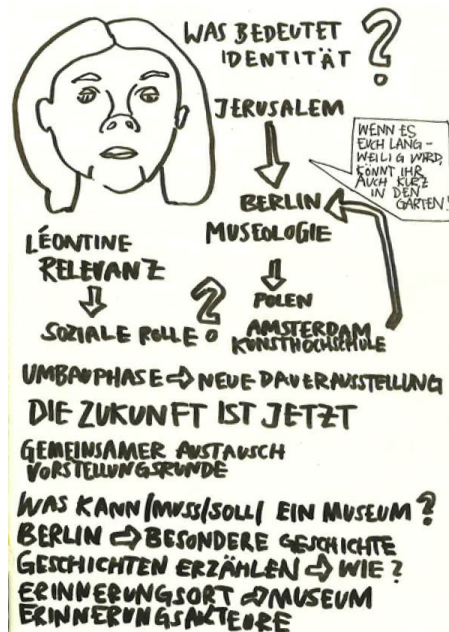 WAS BEDEUTET
IDENTITÄT ?
JERUSALEM
WENN ES
EUCH LANG-
WEILIG WIRD,
KÖNNT IHR
AUCH KURZ
IN DEN
GARTEN!
BERLIN
MUSEOLOGIE
LÉONTINE
RELEVANZ
SOZIALE ROLLE ?
POLEN
AMSTERDAM
KUNSTHOCHSCHULE
UMBAUPHASE ⇨ NEUE DAUERAUSSTELLUNG
DIE ZUKUNFT IST JETZT
GEMEINSAMER AUSTAUSCH
VORSTELLUNGSRUNDE
WAS KANN/MUSS/SOLL/ EIN MUSEUM ?
BERLIN ⇨ BESONDERE GESCHICHTE
GESCHICHTEN ERZÄHLEN ⇨ WIE ?
ERINNERUNGSORT ⇨ MUSEUM
ERINNERUNGSAKTEURE